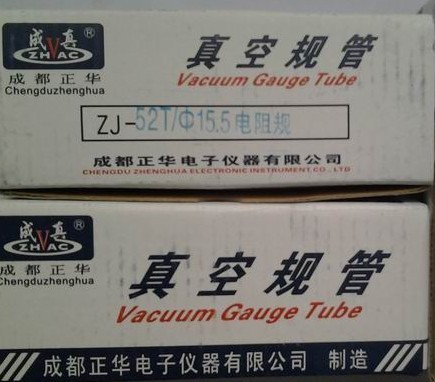 成真®
ZHVAC
成都正华
Chengduzhenghua
真空规管
Vacuum Gauge Tube
ZJ-52T/Φ15.5电阻规
成都正华电子仪器有限公司
CHENGDU ZHENGHUA ELECTRONIC INSTRUMENT CO., LTD.
成真®
ZHVAC
成都正华
Chengduzhenghua
真空规管
Vacuum Gauge Tube
成都正华电子仪器有限公司 制造